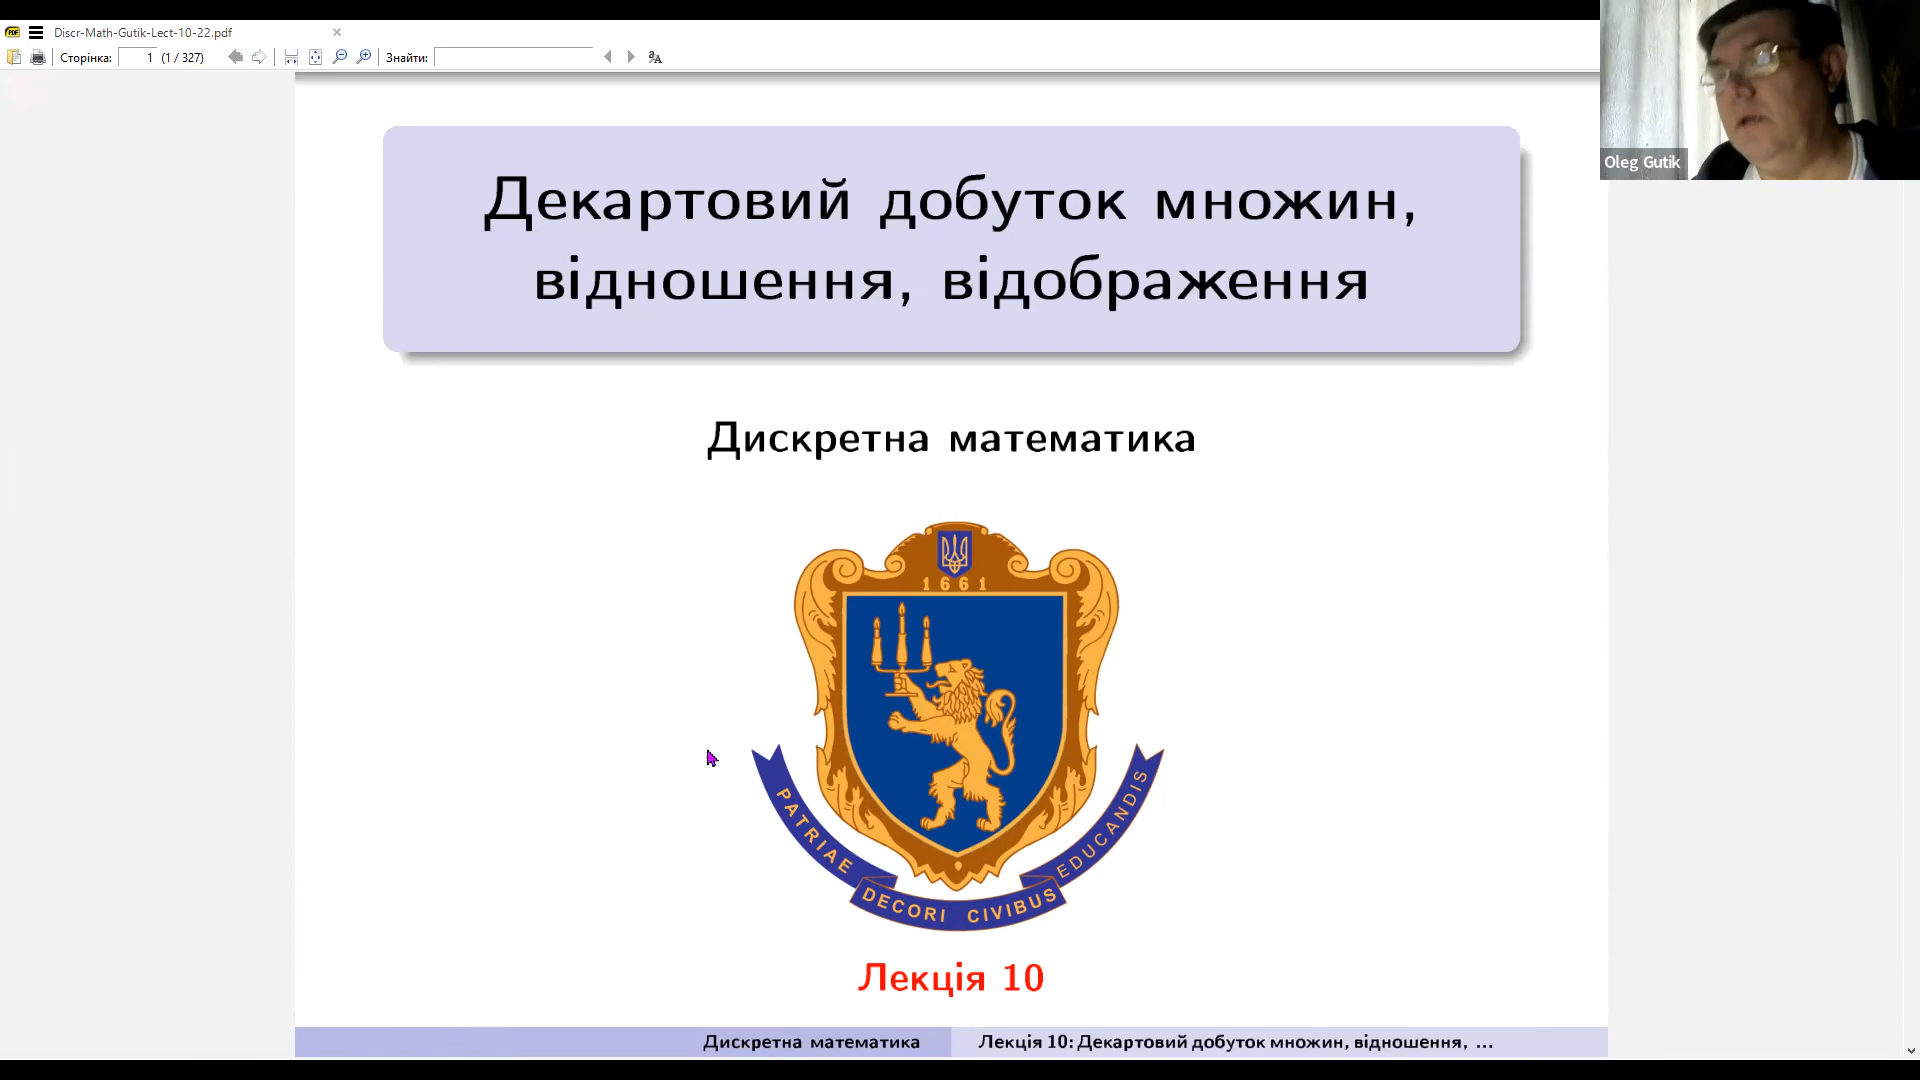 Discr-Math-Gutik-Lect-10-22.pdf
Сторінка: 1 (1 / 327) Знайти:
Oleg Gutik
Декартовий добуток множин,
відношення, відображення
Дискретна математика
1661
PATRIAE DECORI CIVIBUS EDUCANDIS
Лекція 10
Дискретна математика Лекція 10: Декартовий добуток множин, відношення, ...